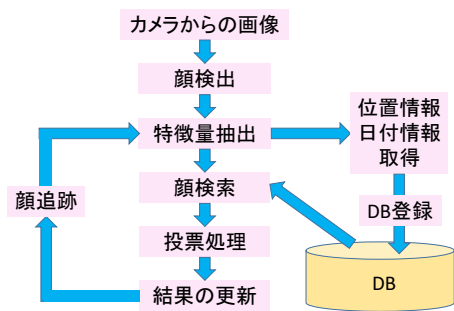 カメラからの画像
顔検出
特徴量抽出
顔検索
投票処理
結果の更新
顔追跡
位置情報
日付情報
取得
DB登録
DB